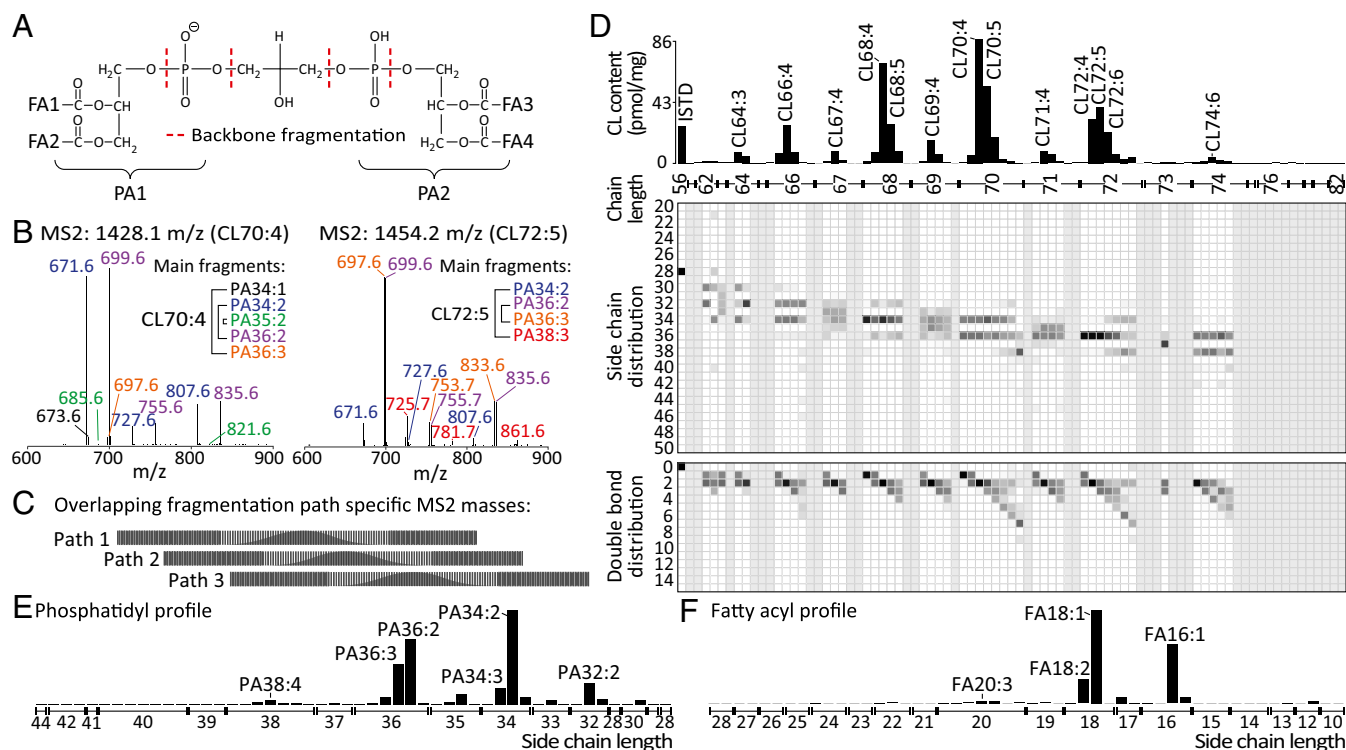 A
O
⊖
OH
H
H₂C
O
P
O
CH₂
CH₃C
O
P
O
CH₂
O
OH
O
FA1
C
O
CH
HC
O
C
FA3
FA2
C
O
CH₂
H₂C
O
C
FA4
Backbone fragmentation
PA1
PA2
B
MS2: 1428.1 m/z (CL70:4)
671.6
699.6
Main fragments:
PA34:1
PA34:2
CL70:4
PA35:2
PA36:2
PA36:3
685.6
697.6
673.6
755.6
727.6
807.6
835.6
821.6
600 700 800 900
m/z
MS2: 1454.2 m/z (CL72:5)
697.6
699.6
Main fragments:
PA34:2
PA36:2
CL72:5
PA36:3
PA38:3
727.6
833.6
753.7
835.6
671.6
725.7
755.7
807.6
781.7
861.6
600 700 800 900
m/z
C
Overlapping fragmentation path specific MS2 masses:
Path 1
Path 2
Path 3
D
CL content
(pmol/mg)
86
43
0
ISTD
CL64:3
CL66:4
CL67:4
CL68:4
CL68:5
CL69:4
CL70:4
CL70:5
CL71:4
CL72:4
CL72:5
CL72:6
CL74:6
Chain
length
56 62 64 66 67 68 69 70 71 72 73 74 76 82
Side chain
distribution
20
22
24
26
28
30
32
34
36
38
40
42
44
46
48
50
Double bond
distribution
0
2
4
6
8
10
12
14
E
Phosphatidyl profile
PA38:4
PA36:3
PA36:2
PA34:3
PA34:2
PA32:2
44 42 41 40 39 38 37 36 35 34 33 32 28 30 28
Side chain length
F
Fatty acyl profile
FA20:3
FA18:2
FA18:1
FA16:1
28 27 26 25 24 23 22 21 20 19 18 17 16 15 14 13 12 10
Side chain length